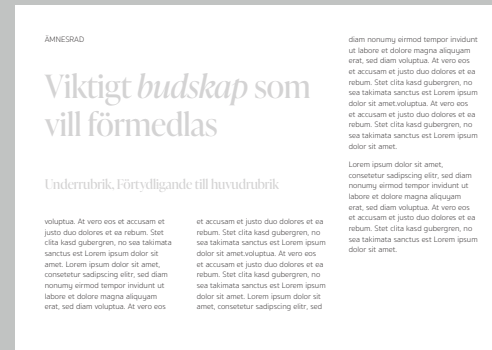 ÄMNESRAD
Viktigt budskap som
vill förmedlas
Underrubrik, Förtydligande till huvudrubrik
voluptua. At vero eos et accusam et
justo duo dolores et ea rebum. Stet
clita kasd gubergren, no sea takimata
sanctus est Lorem ipsum dolor sit
amet. Lorem ipsum dolor sit amet,
consetetur sadipscing elitr, sed diam
nonumy eirmod tempor invidunt ut
labore et dolore magna aliquyam
erat, sed diam voluptua. At vero eos
et accusam et justo duo dolores et ea
rebum. Stet clita kasd gubergren, no
sea takimata sanctus est Lorem ipsum
dolor sit amet.voluptua. At vero eos
et accusam et justo duo dolores et ea
rebum. Stet clita kasd gubergren, no
sea takimata sanctus est Lorem ipsum
dolor sit amet. Lorem ipsum dolor sit
amet, consetetur sadipscing elitr, sed
diam nonumy eirmod tempor invidunt
ut labore et dolore magna aliquyam
erat, sed diam voluptua. At vero eos
et accusam et justo duo dolores et ea
rebum. Stet clita kasd gubergren, no
sea takimata sanctus est Lorem ipsum
dolor sit amet.voluptua. At vero eos
et accusam et justo duo dolores et ea
rebum. Stet clita kasd gubergren, no
sea takimata sanctus est Lorem ipsum
dolor sit amet.
Lorem ipsum dolor sit amet,
consetetur sadipscing elitr, sed diam
nonumy eirmod tempor invidunt ut
labore et dolore magna aliquyam
erat, sed diam voluptua. At vero eos
et accusam et justo duo dolores et ea
rebum. Stet clita kasd gubergren, no
sea takimata sanctus est Lorem ipsum
dolor sit amet.